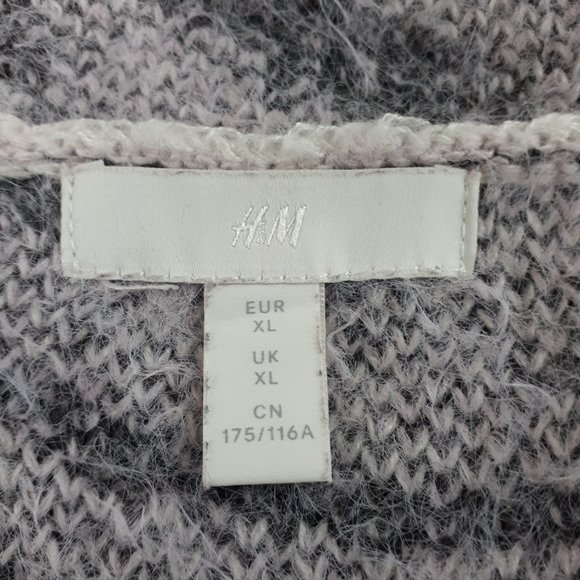 H&M
EUR
XL
UK
XL
CN
175/116A